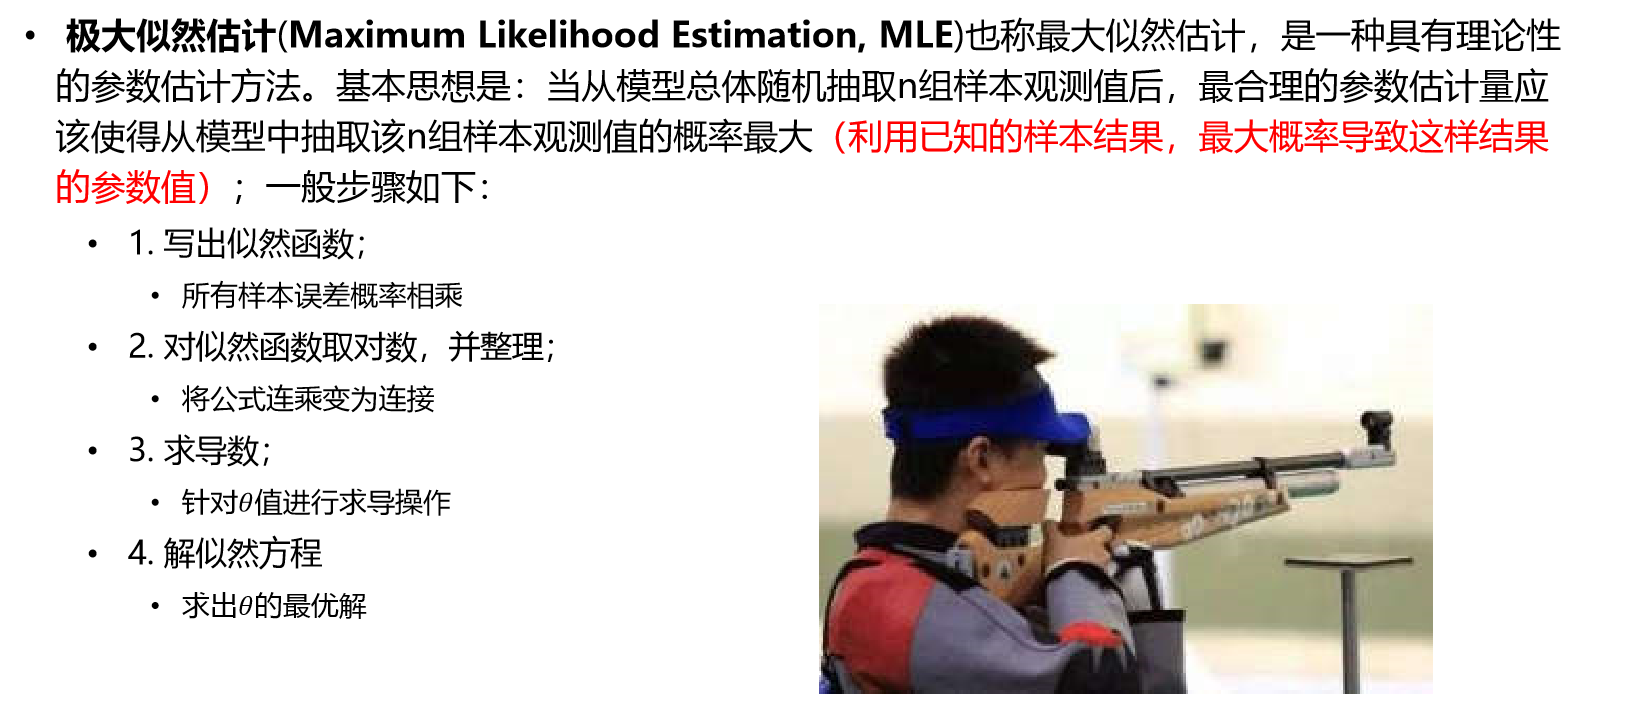 • 极大似然估计(Maximum Likelihood Estimation, MLE)也称最大似然估计，是一种具有理论性
的参数估计方法。基本思想是：当从模型总体随机抽取n组样本观测值后，最合理的参数估计量应
该使得从模型中抽取该n组样本观测值的概率最大（利用已知的样本结果，最大概率导致这样结果
的参数值）；一般步骤如下：
• 1. 写出似然函数；
• 所有样本误差概率相乘
• 2. 对似然函数取对数，并整理；
• 将公式连乘变为连接
• 3. 求导数；
• 针对θ值进行求导操作
• 4. 解似然方程
• 求出θ的最优解